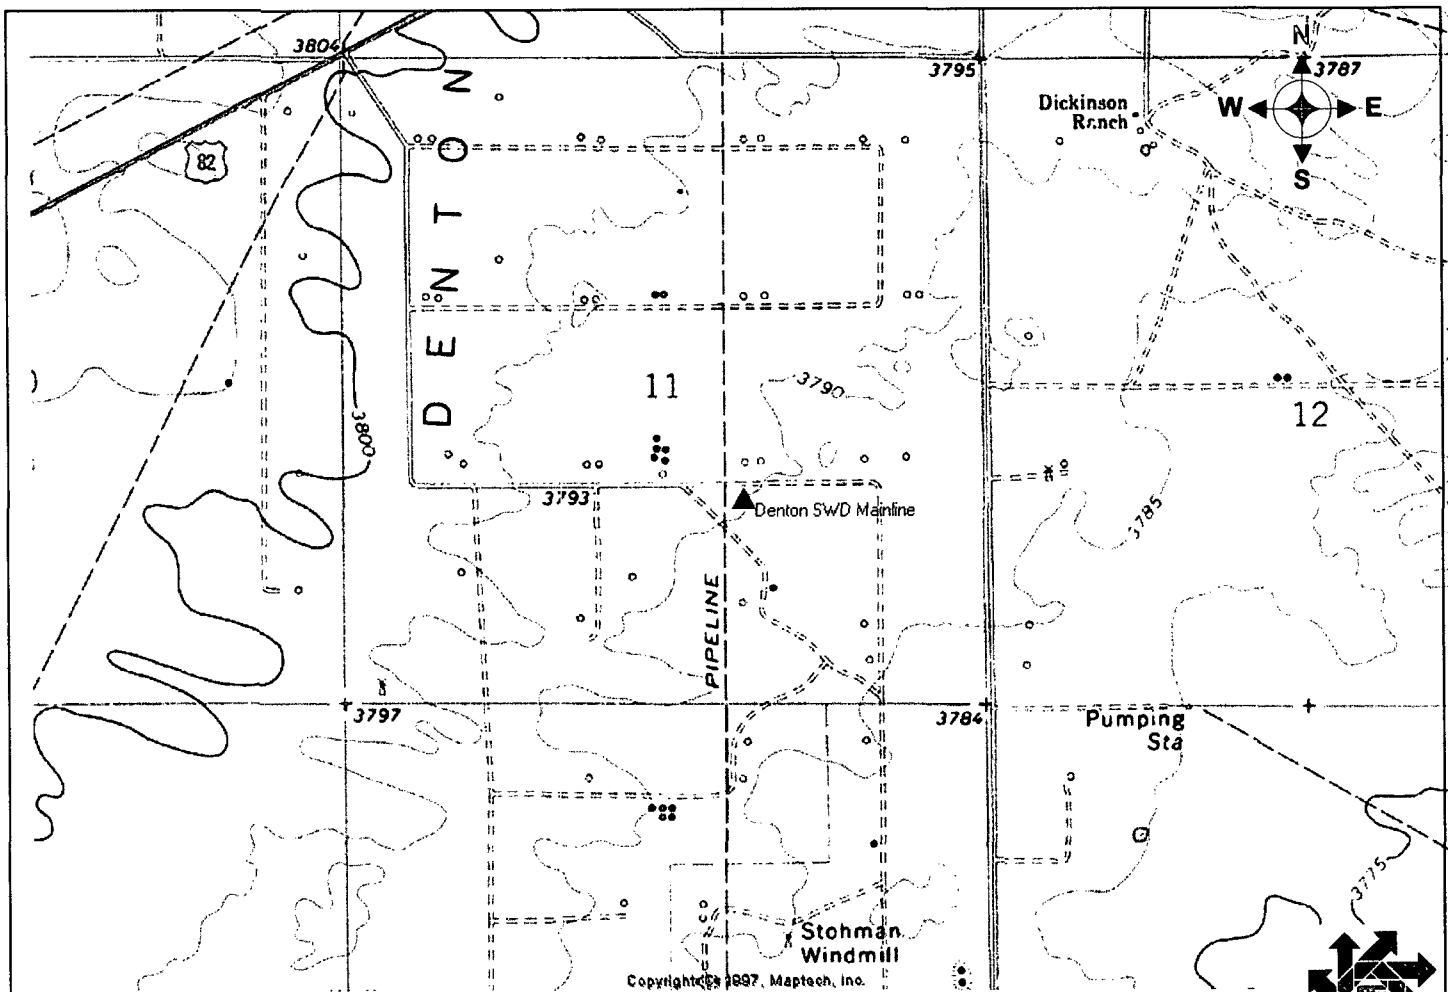 3804
3795
N
3787
W
E
S
Dickinson
Ranch
82
DENTON
11
3790
12
3800
3793
Denton SWD Mainline
3785
PIPELINE
3797
3784
Pumping
Sta
3775
Stohman
Windmill
1997, Maptech, Inc.